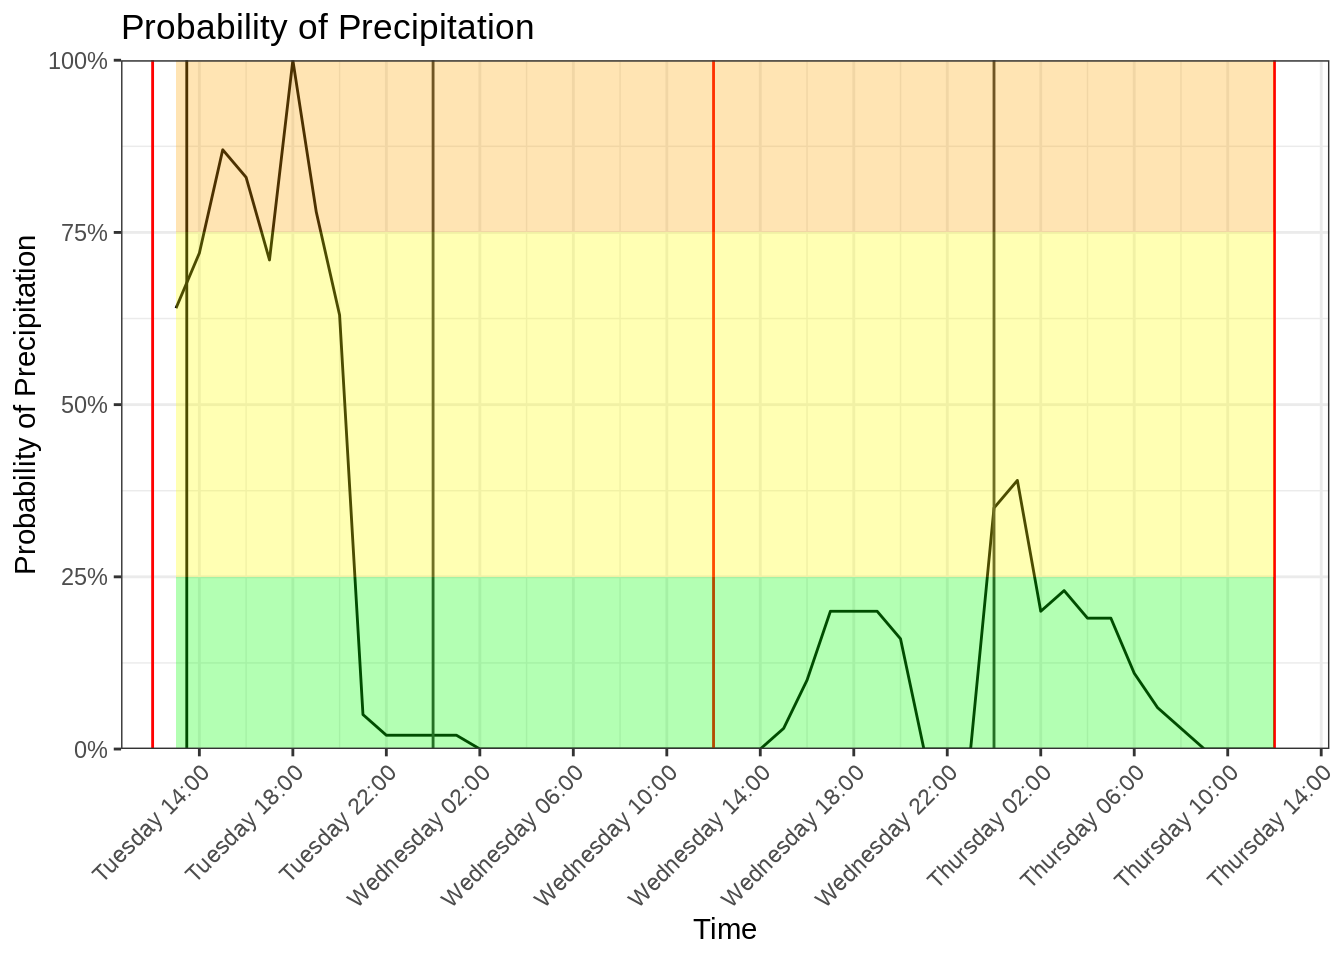 Probability of Precipitation
Probability of Precipitation
100%
75%
50%
25%
0%
Tuesday 14:00
Tuesday 18:00
Tuesday 22:00
Wednesday 02:00
Wednesday 06:00
Wednesday 10:00
Wednesday 14:00
Wednesday 18:00
Wednesday 22:00
Thursday 02:00
Thursday 06:00
Thursday 10:00
Thursday 14:00
Time